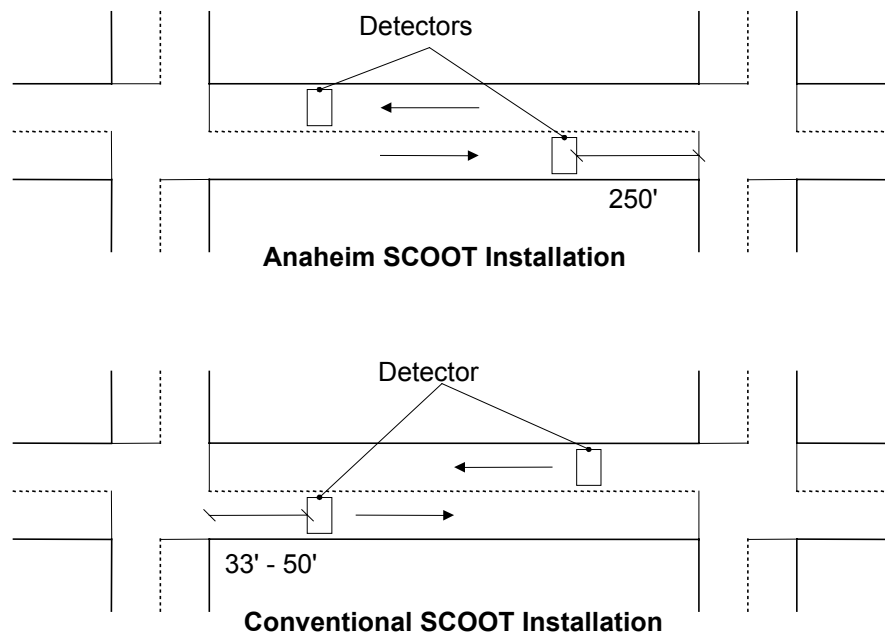 Detectors
250'
Anaheim SCOOT Installation
Detector
33' - 50'
Conventional SCOOT Installation